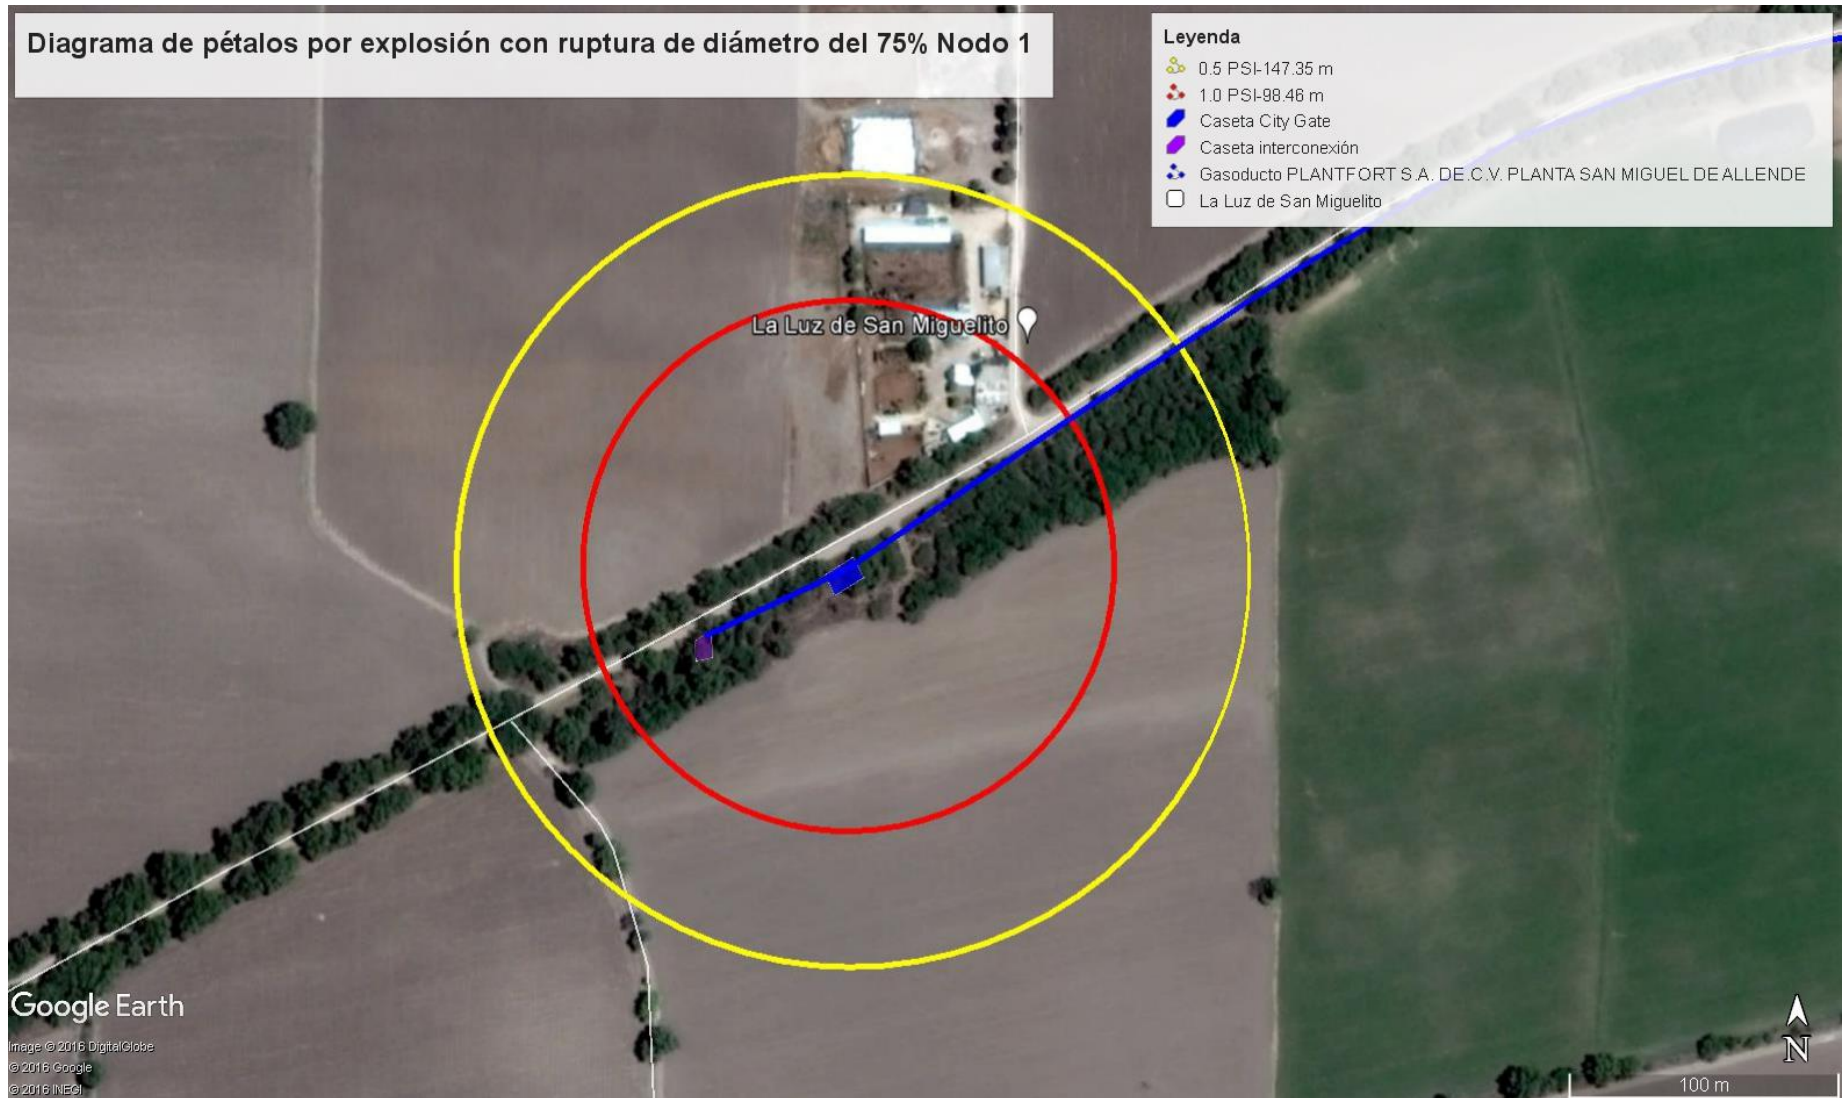 Diagrama de pétalos por explosión con ruptura de diámetro del 75% Nodo 1
Leyenda
0.5 PSI-147.35 m
1.0 PSI-98.46 m
Caseta City Gate
Caseta interconexión
Gasoducto PLANTFORT S.A. DE.C.V. PLANTA SAN MIGUEL DE ALLENDE
La Luz de San Miguelito
La Luz de San Miguelito
Google Earth
Image © 2016 DigitalGlobe
© 2016 Google
© 2016 INEGI
N
100 m